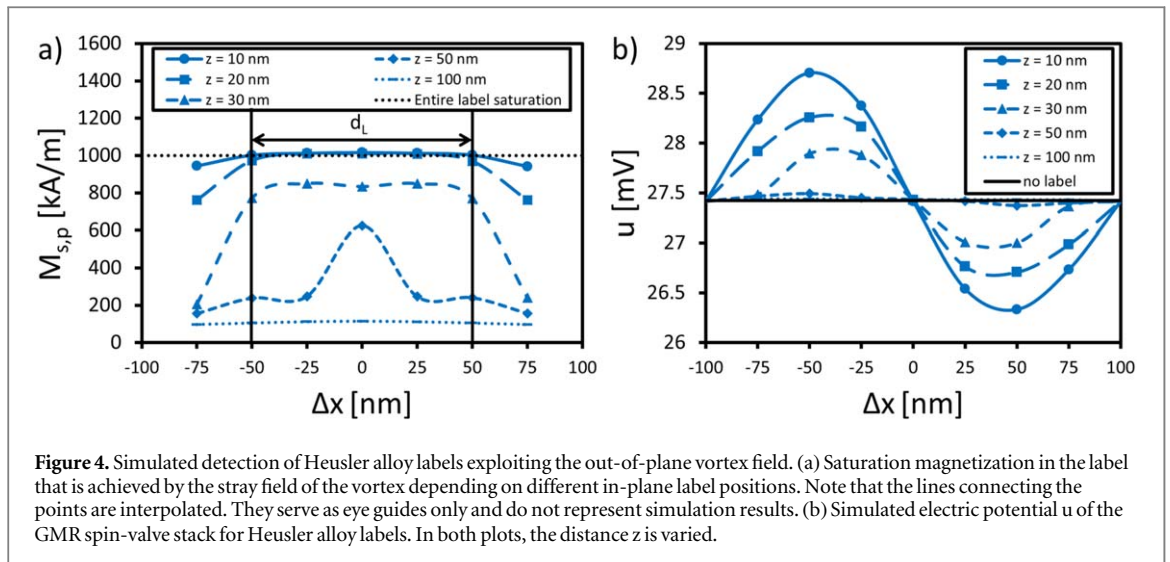 a)
1600
1400
1200
1000
800
600
400
200
0
M_s,p [kA/m]
z = 10 nm
z = 20 nm
z = 30 nm
z = 50 nm
z = 100 nm
Entire label saturation
d_L
-100 -75 -50 -25 0 25 50 75 100
Δx [nm]
b)
29
28.5
28
27.5
27
26.5
26
u [mV]
z = 10 nm
z = 20 nm
z = 30 nm
z = 50 nm
z = 100 nm
no label
-100 -75 -50 -25 0 25 50 75 100
Δx [nm]
Figure 4. Simulated detection of Heusler alloy labels exploiting the out-of-plane vortex field. (a) Saturation magnetization in the label
that is achieved by the stray field of the vortex depending on different in-plane label positions. Note that the lines connecting the
points are interpolated. They serve as eye guides only and do not represent simulation results. (b) Simulated electric potential u of the
GMR spin-valve stack for Heusler alloy labels. In both plots, the distance z is varied.